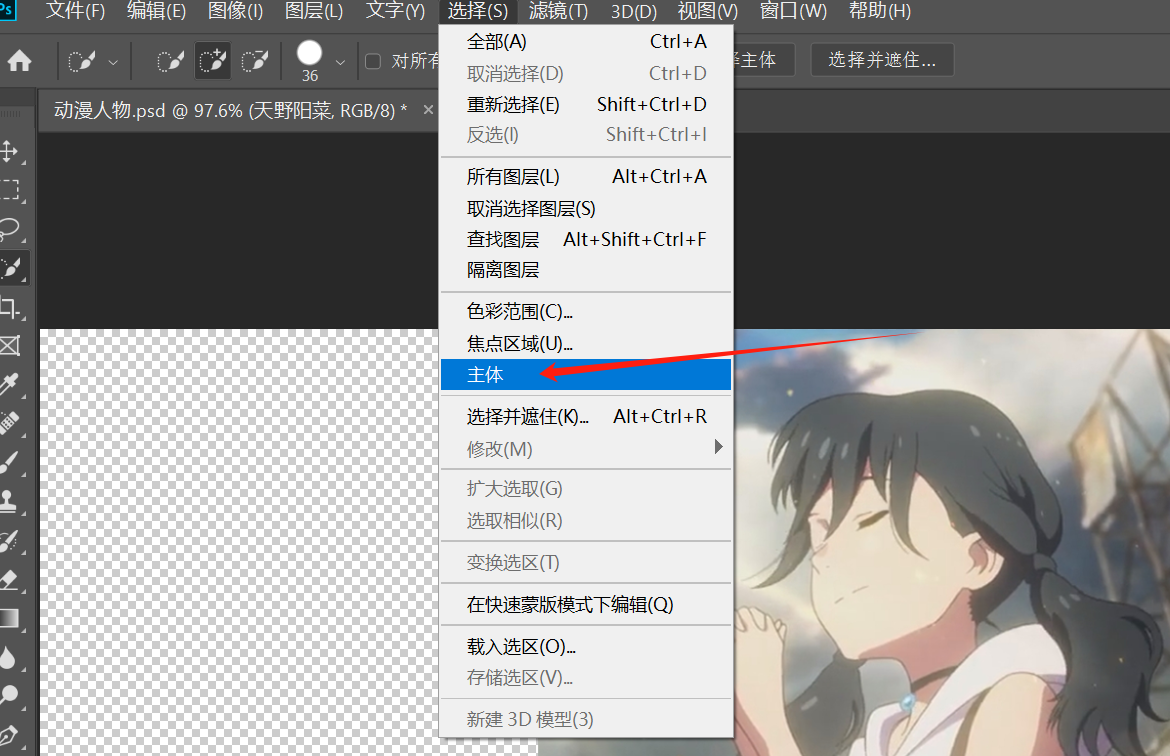 Ps 文件(F) 编辑(E) 图像(I) 图层(L) 文字(Y) 选择(S) 滤镜(T) 3D(D) 视图(V) 窗口(W) 帮助(H)
36 对所有 主体 选择并遮住...
动漫人物.psd @ 97.6% (天野阳菜, RGB/8) * ×
全部(A) Ctrl+A
取消选择(D) Ctrl+D
重新选择(E) Shift+Ctrl+D
反选(I) Shift+Ctrl+I
所有图层(L) Alt+Ctrl+A
取消选择图层(S)
查找图层 Alt+Shift+Ctrl+F
隔离图层
色彩范围(C)...
焦点区域(U)...
主体
选择并遮住(K)... Alt+Ctrl+R
修改(M)
扩大选取(G)
选取相似(R)
变换选区(T)
在快速蒙版模式下编辑(Q)
载入选区(O)...
存储选区(V)...
新建 3D 模型(3)